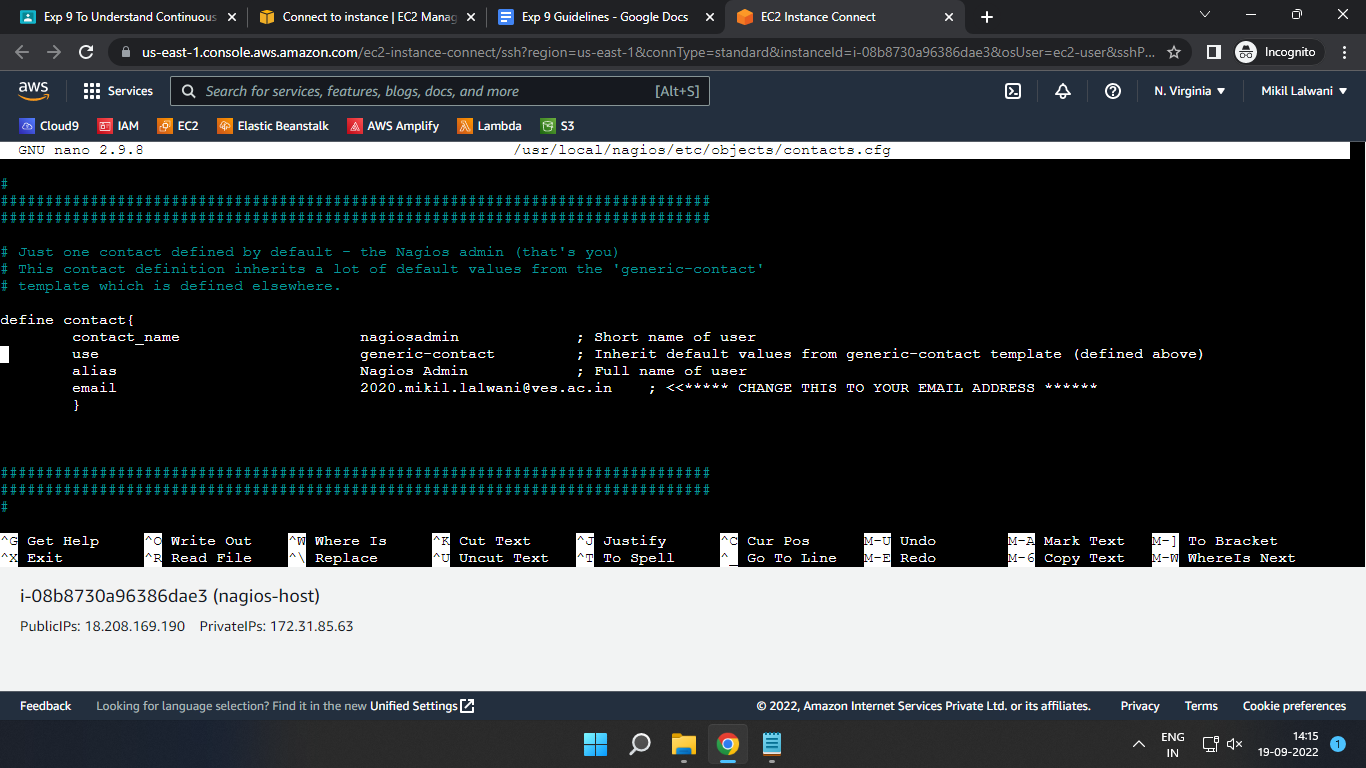 Exp 9 To Understand Continuous
Connect to instance | EC2 Manag
Exp 9 Guidelines - Google Docs
EC2 Instance Connect
us-east-1.console.aws.amazon.com/ec2-instance-connect/ssh?region=us-east-1&connType=standard&instanceId=i-08b8730a96386dae3&osUser=ec2-user&sshP...
Incognito
aws
Services
Search for services, features, blogs, docs, and more
[Alt+S]
N. Virginia
Mikil Lalwani
Cloud9 IAM EC2 Elastic Beanstalk AWS Amplify Lambda S3
GNU nano 2.9.8 /usr/local/nagios/etc/objects/contacts.cfg
#
###############################################################################
###############################################################################
# Just one contact defined by default - the Nagios admin (that's you)
# This contact definition inherits a lot of default values from the 'generic-contact'
# template which is defined elsewhere.
define contact{
contact_name nagiosadmin ; Short name of user
use generic-contact ; Inherit default values from generic-contact template (defined above)
alias Nagios Admin ; Full name of user
email 2020.mikil.lalwani@ves.ac.in ; <<***** CHANGE THIS TO YOUR EMAIL ADDRESS ******
}
###############################################################################
###############################################################################
#
^G Get Help ^O Write Out ^W Where Is ^K Cut Text ^J Justify ^C Cur Pos M-U Undo M-A Mark Text M-] To Bracket
^X Exit ^R Read File ^\ Replace ^U Uncut Text ^T To Spell ^_ Go To Line M-E Redo M-6 Copy Text M-W WhereIs Next
i-08b8730a96386dae3 (nagios-host)
PublicIPs: 18.208.169.190 PrivateIPs: 172.31.85.63
Feedback Looking for language selection? Find it in the new Unified Settings © 2022, Amazon Internet Services Private Ltd. or its affiliates. Privacy Terms Cookie preferences
ENG
IN
14:15
19-09-2022
1